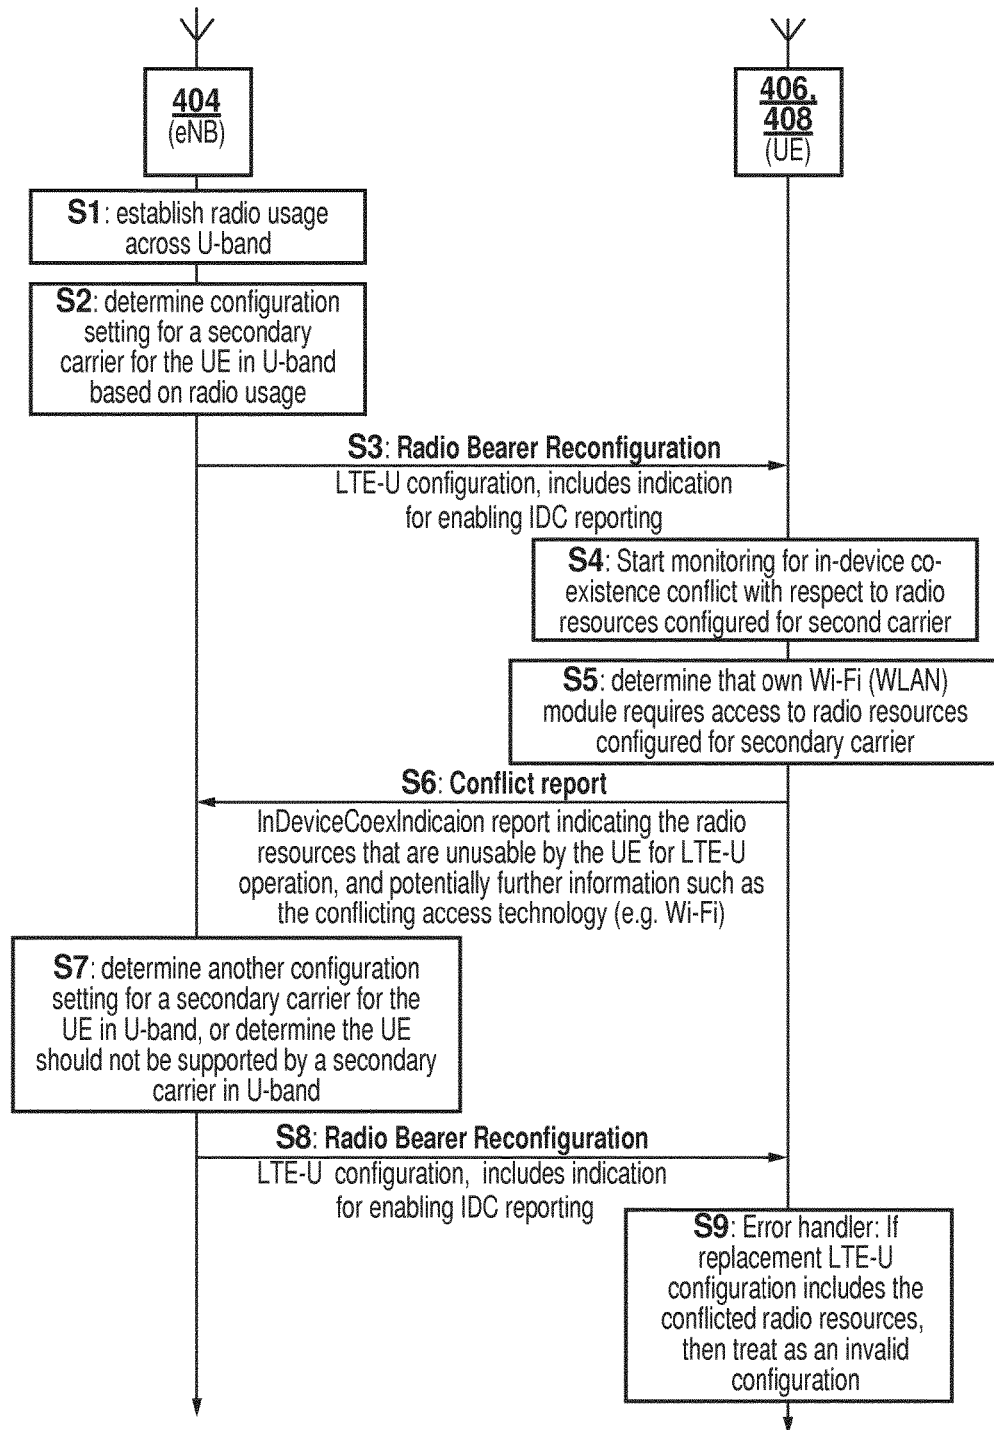 404
(eNB)
406,
408
(UE)
S1: establish radio usage
across U-band
S2: determine configuration
setting for a secondary
carrier for the UE in U-band
based on radio usage
S3: Radio Bearer Reconfiguration
LTE-U configuration, includes indication
for enabling IDC reporting
S4: Start monitoring for in-device co-
existence conflict with respect to radio
resources configured for second carrier
S5: determine that own Wi-Fi (WLAN)
module requires access to radio resources
configured for secondary carrier
S6: Conflict report
InDeviceCoexIndicaion report indicating the radio
resources that are unusable by the UE for LTE-U
operation, and potentially further information such as
the conflicting access technology (e.g. Wi-Fi)
S7: determine another configuration
setting for a secondary carrier for the
UE in U-band, or determine the UE
should not be supported by a secondary
carrier in U-band
S8: Radio Bearer Reconfiguration
LTE-U configuration, includes indication
for enabling IDC reporting
S9: Error handler: If
replacement LTE-U
configuration includes the
conflicted radio resources,
then treat as an invalid
configuration